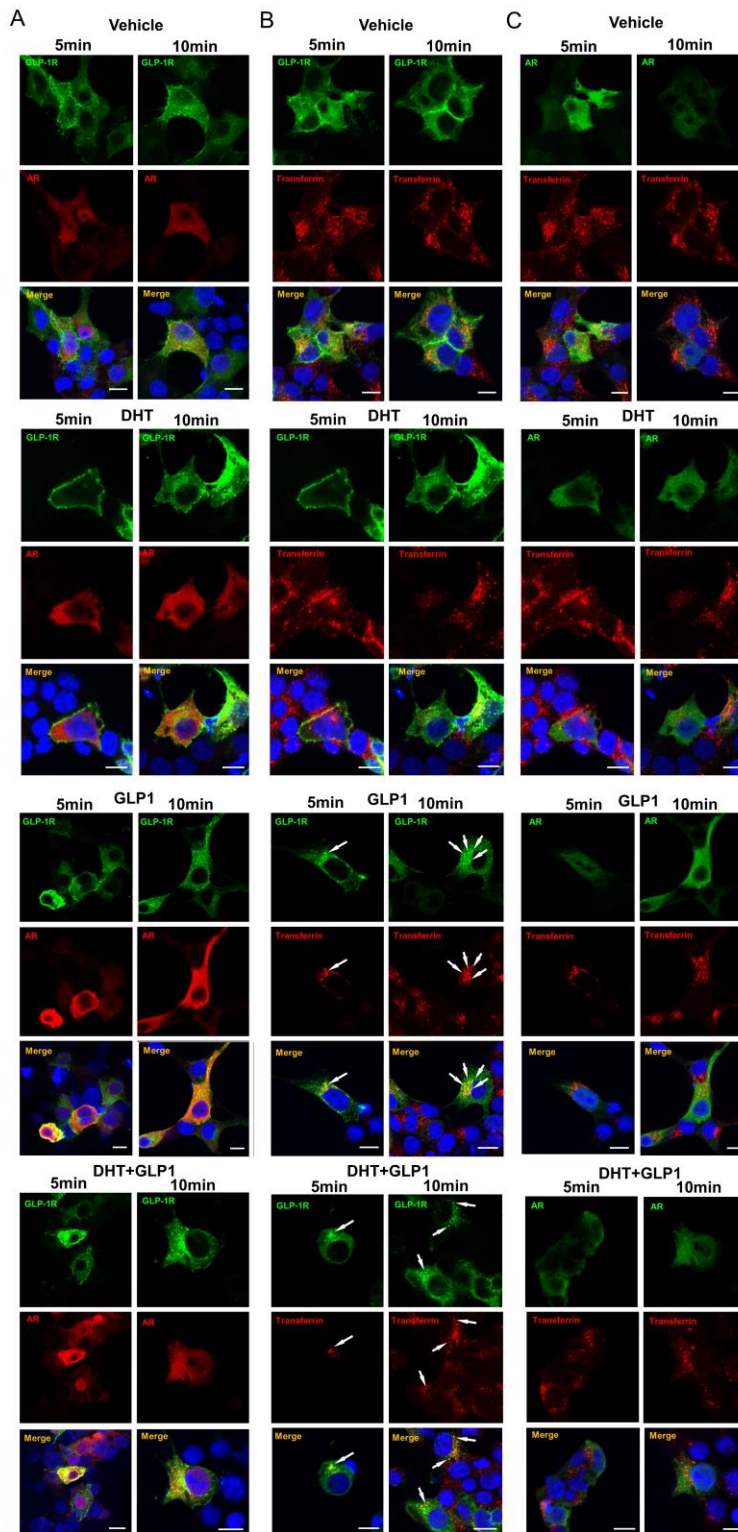 A
Vehicle
5min 10min
GLP-1R GLP-1R
AR AR
Merge Merge
DHT
5min 10min
GLP-1R GLP-1R
AR AR
Merge Merge
GLP1
5min 10min
GLP-1R GLP-1R
AR AR
Merge Merge
DHT+GLP1
5min 10min
GLP-1R GLP-1R
AR AR
Merge Merge
B
Vehicle
5min 10min
GLP-1R GLP-1R
Transferrin Transferrin
Merge Merge
DHT
5min 10min
GLP-1R GLP-1R
Transferrin Transferrin
Merge Merge
GLP1
5min 10min
GLP-1R GLP-1R
Transferrin Transferrin
Merge Merge
DHT+GLP1
5min 10min
GLP-1R GLP-1R
Transferrin Transferrin
Merge Merge
C
Vehicle
5min 10min
AR AR
Transferrin Transferrin
Merge Merge
DHT
5min 10min
AR AR
Transferrin Transferrin
Merge Merge
GLP1
5min 10min
AR AR
Transferrin Transferrin
Merge Merge
DHT+GLP1
5min 10min
AR AR
Transferrin Transferrin
Merge Merge